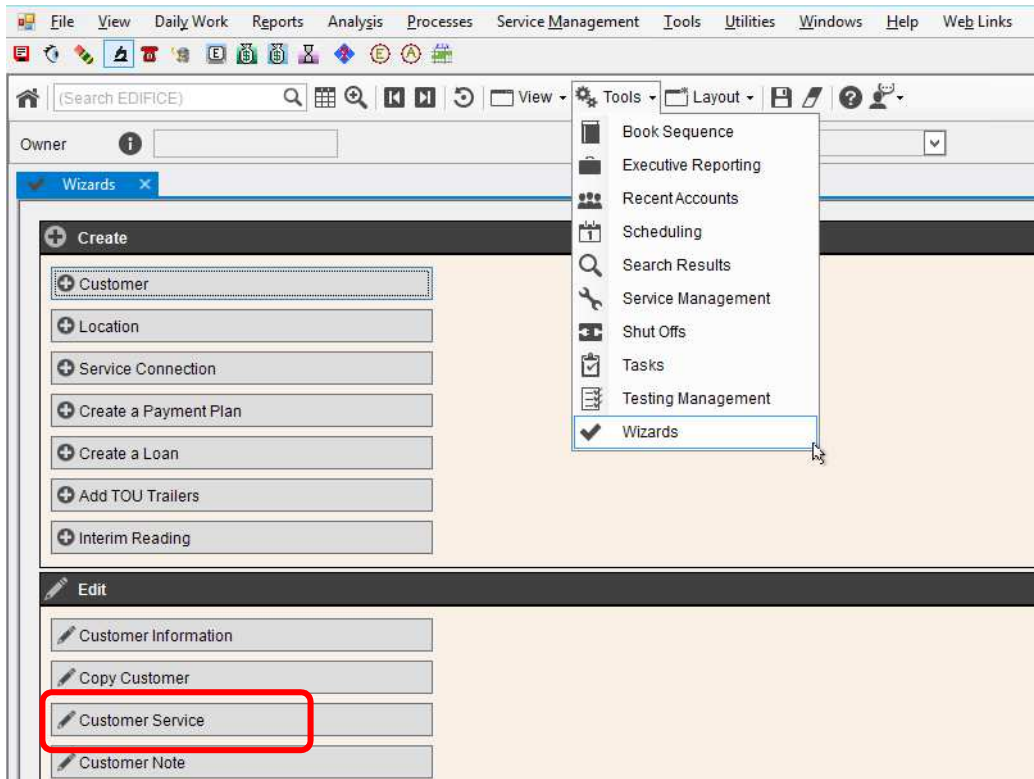 File View Daily Work Reports Analysis Processes Service Management Tools Utilities Windows Help Web Links
(Search EDIFICE) View Tools Layout
Owner
Wizards
Book Sequence
Executive Reporting
Recent Accounts
Scheduling
Search Results
Service Management
Shut Offs
Tasks
Testing Management
Wizards
Create
Customer
Location
Service Connection
Create a Payment Plan
Create a Loan
Add TOU Trailers
Interim Reading
Edit
Customer Information
Copy Customer
Customer Service
Customer Note